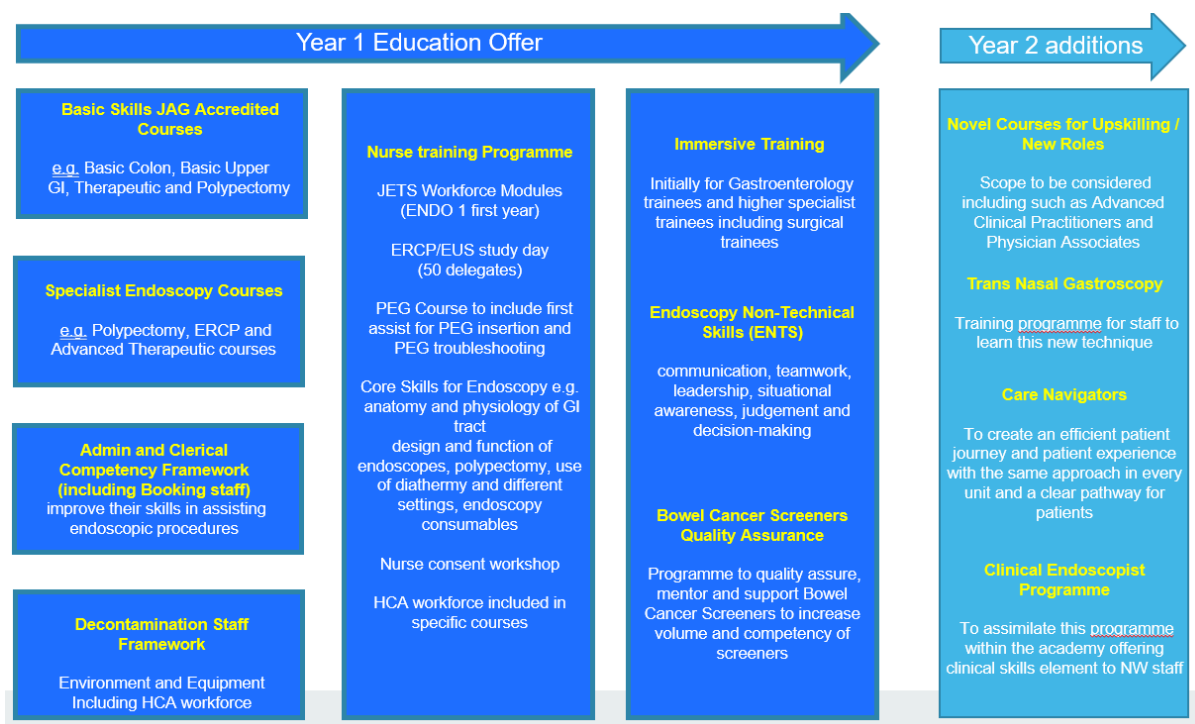 Year 1 Education Offer
Year 2 additions
Basic Skills JAG Accredited
Courses
e.g. Basic Colon, Basic Upper
GI, Therapeutic and Polypectomy
Specialist Endoscopy Courses
e.g. Polypectomy, ERCP and
Advanced Therapeutic courses
Admin and Clerical
Competency Framework
(including Booking staff)
improve their skills in assisting
endoscopic procedures
Decontamination Staff
Framework
Environment and Equipment
Including HCA workforce
Nurse training Programme
JETS Workforce Modules
(ENDO 1 first year)
ERCP/EUS study day
(50 delegates)
PEG Course to include first
assist for PEG insertion and
PEG troubleshooting
Core Skills for Endoscopy e.g.
anatomy and physiology of GI
tract
design and function of
endoscopes, polypectomy, use
of diathermy and different
settings, endoscopy
consumables
Nurse consent workshop
HCA workforce included in
specific courses
Immersive Training
Initially for Gastroenterology
trainees and higher specialist
trainees including surgical
trainees
Endoscopy Non-Technical
Skills (ENTS)
communication, teamwork,
leadership, situational
awareness, judgement and
decision-making
Bowel Cancer Screeners
Quality Assurance
Programme to quality assure,
mentor and support Bowel
Cancer Screeners to increase
volume and competency of
screeners
Novel Courses for Upskilling /
New Roles
Scope to be considered
including such as Advanced
Clinical Practitioners and
Physician Associates
Trans Nasal Gastroscopy
Training programme for staff to
learn this new technique
Care Navigators
To create an efficient patient
journey and patient experience
with the same approach in every
unit and a clear pathway for
patients
Clinical Endoscopist
Programme
To assimilate this programme
within the academy offering
clinical skills element to NW staff